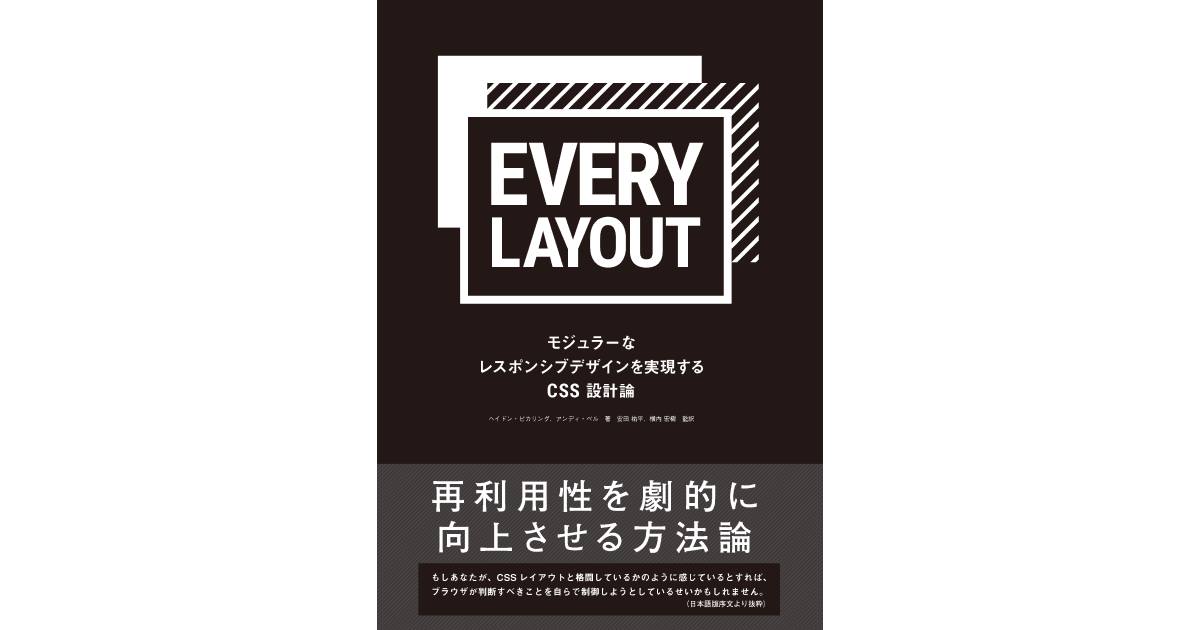 EVERY
LAYOUT
モジュラーな
レスポンシブデザインを実現する
CSS 設計論
ヘイドン・ピカリング、アンディ・ベル 著 安田 祐平、横内 宏樹 監訳
再利用性を劇的に
向上させる方法論
もしあなたが、CSS レイアウトと格闘しているかのように感じているとすれば、
ブラウザが判断すべきことを自らで制御しようとしているせいかもしれません。
（日本語版序文より抜粋）